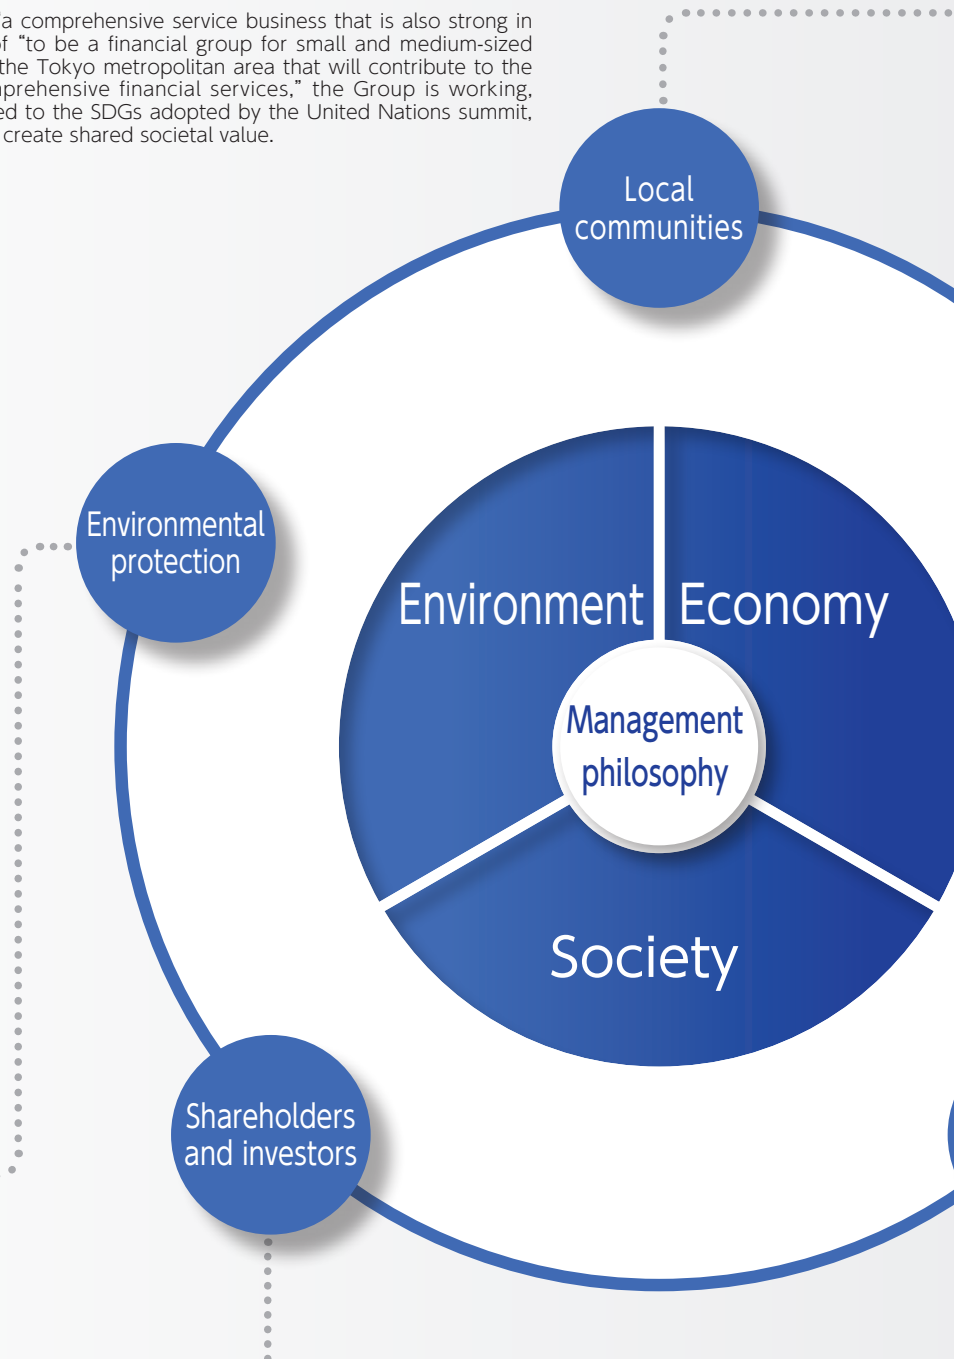 a comprehensive service business that is also strong in
of “to be a financial group for small and medium-sized
the Tokyo metropolitan area that will contribute to the
financial services,” the Group is working,
to the SDGs adopted by the United Nations summit,
create shared societal value.
Local
communities
Environmental
protection
Environment
Economy
Management
philosophy
Society
Shareholders
and investors